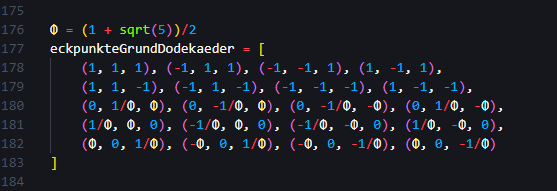 175
176 Φ = (1 + sqrt(5))/2
177 eckpunkteGrundDodekaeder = [
178 (1, 1, 1), (-1, 1, 1), (-1, -1, 1), (1, -1, 1),
179 (1, 1, -1), (-1, 1, -1), (-1, -1, -1), (1, -1, -1),
180 (0, 1/Φ, Φ), (0, -1/Φ, Φ), (0, -1/Φ, -Φ), (0, 1/Φ, -Φ),
181 (1/Φ, Φ, 0), (-1/Φ, Φ, 0), (-1/Φ, -Φ, 0), (1/Φ, -Φ, 0),
182 (Φ, 0, 1/Φ), (-Φ, 0, 1/Φ), (-Φ, 0, -1/Φ), (Φ, 0, -1/Φ)
183 ]
184